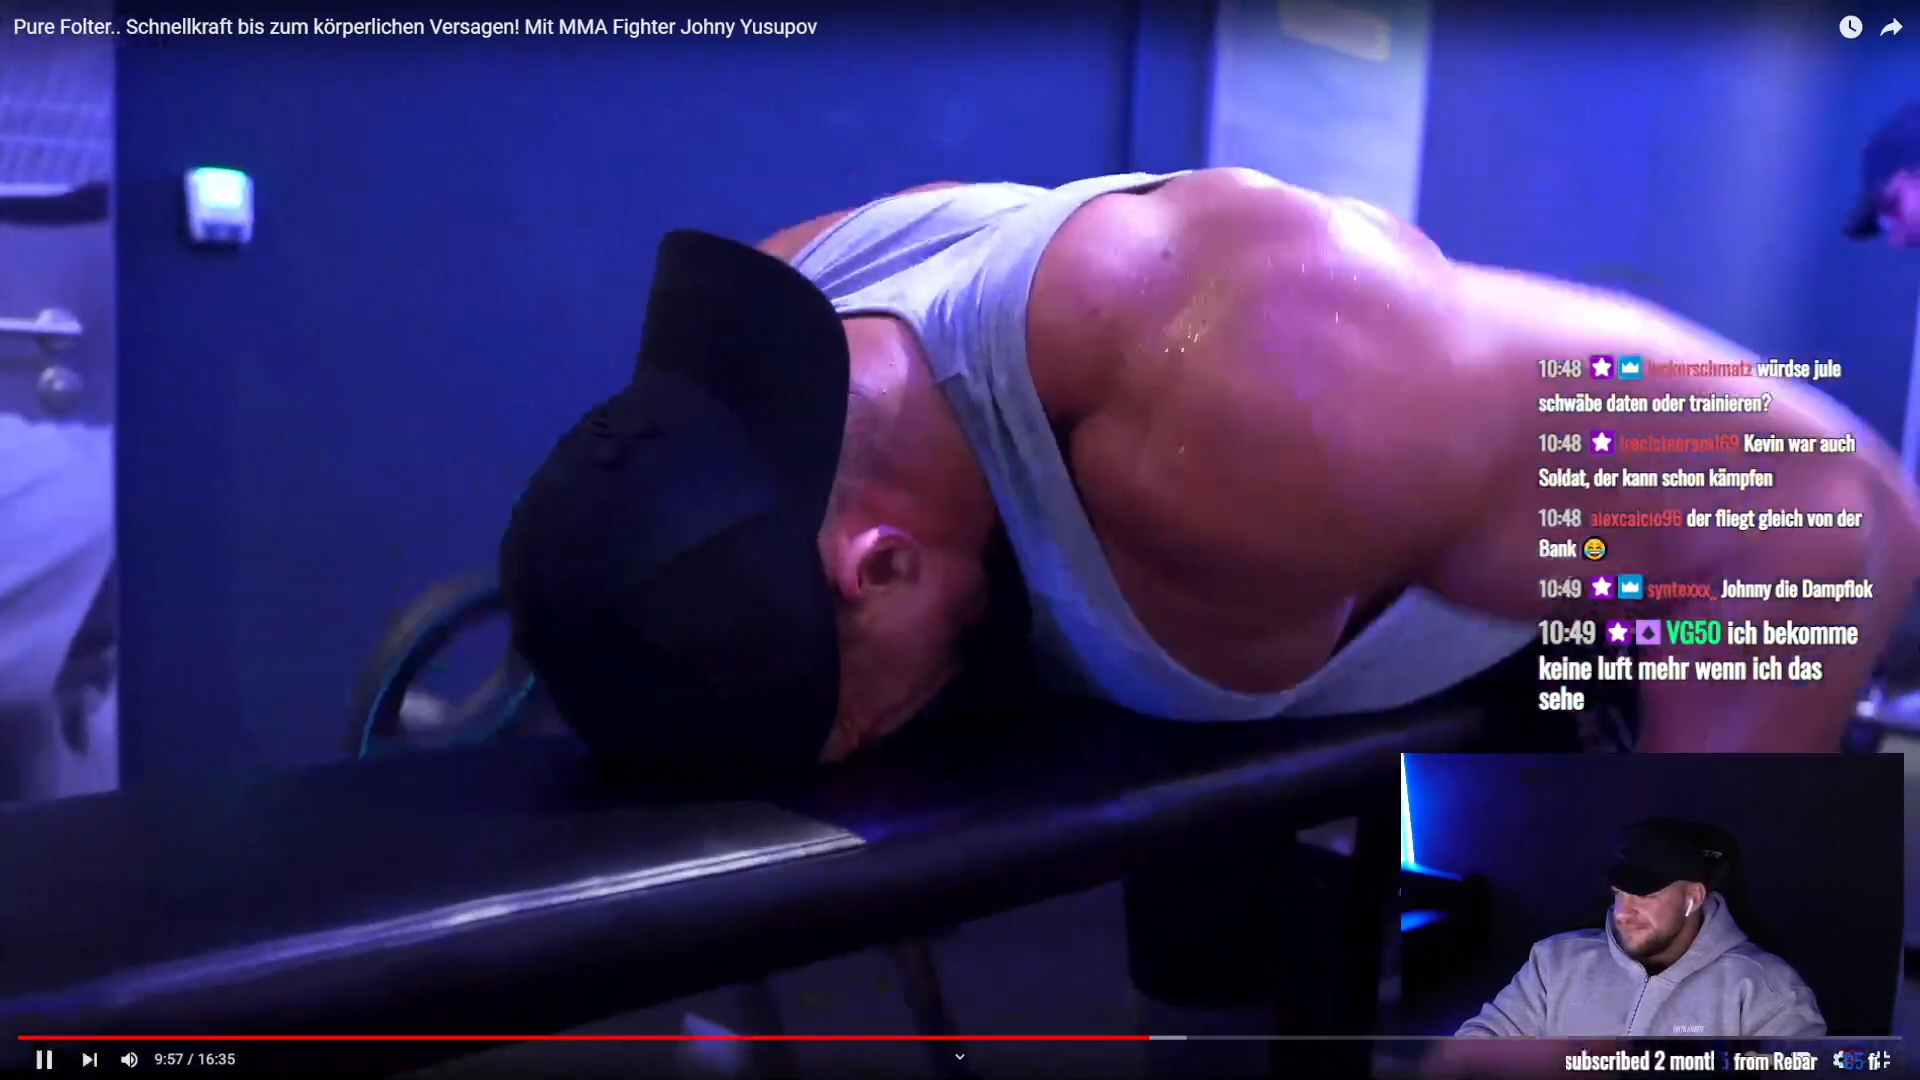 Pure Folter.. Schnellkraft bis zum körperlichen Versagen! Mit MMA Fighter Johny Yusupov
10:48 würdse jule
schwäbe daten oder trainieren?
10:48 Kevin war auch
Soldat, der kann schon kämpfen
10:48 alexcalcio96 der fliegt gleich von der
Bank 😂
10:49 syntexxx_ Johnny die Dampflok
10:49 VG50 ich bekomme
keine luft mehr wenn ich das
sehe
9:57 / 16:35
subscribed 2 month from Rebar